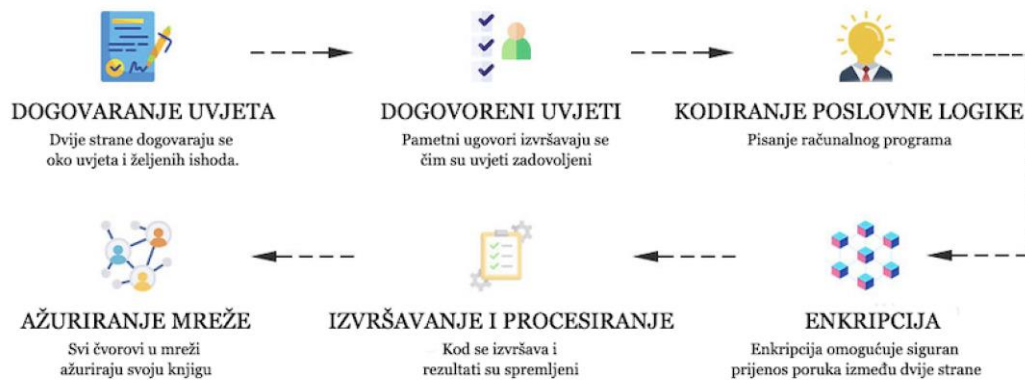 DOGOVARANJE UVJETA
Dvije strane dogovaraju se
oko uvjeta i željenih ishoda.
DOGOVORENI UVJETI
Pametni ugovori izvršavaju se
čim su uvjeti zadovoljeni
KODIRANJE POSLOVNE LOGIKE
Pisanje računalnog programa
AŽURIRANJE MREŽE
Svi čvorovi u mreži
ažuriraju svoju knjigu
IZVRŠAVANJE I PROCESIRANJE
Kod se izvršava i
rezultati su spremljeni
ENKRIPCIJA
Enkripcija omogućuje siguran
prijenos poruka između dvije strane